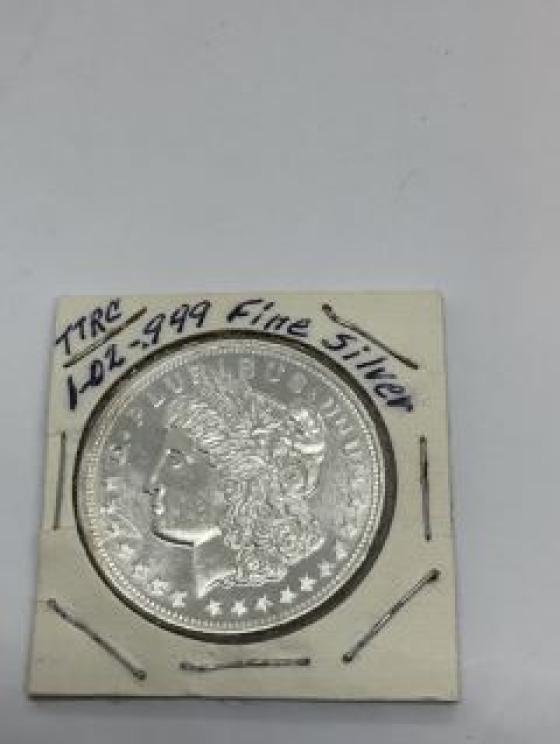 TTRC
1-OZ-.999 Fine Silver
E. PLURIBUS. UNUM